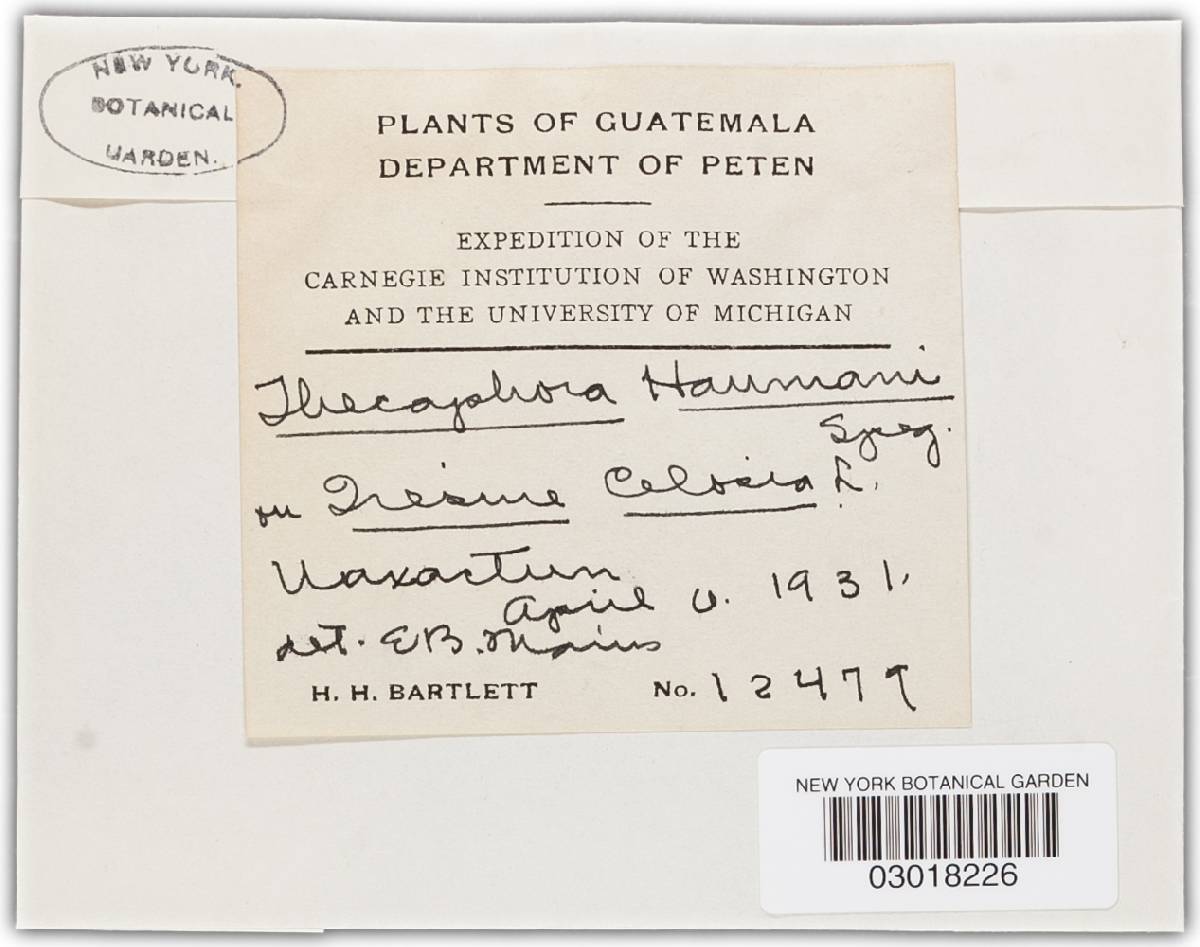 NEW YORK.
BOTANICAL
GARDEN.
PLANTS OF GUATEMALA
DEPARTMENT OF PETEN
EXPEDITION OF THE
CARNEGIE INSTITUTION OF WASHINGTON
AND THE UNIVERSITY OF MICHIGAN
Thecaphora Haumani
Speg.
on Iresine Celosia L.
Uaxactun
April 1931.
det. E B. Mains
H. H. BARTLETT No. 12479
NEW YORK BOTANICAL GARDEN
03018226